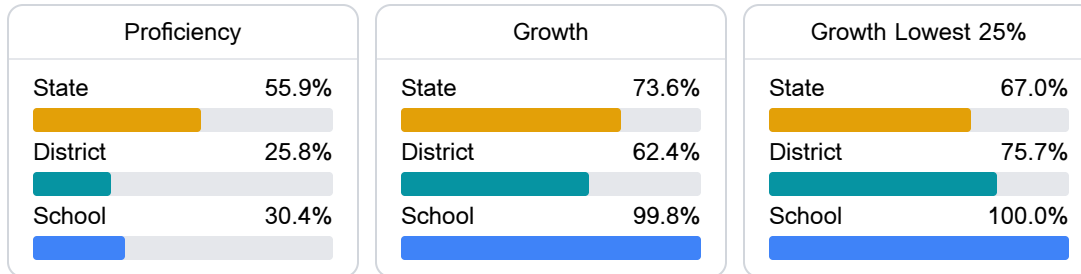 Proficiency
State 55.9%
District 25.8%
School 30.4%
Growth
State 73.6%
District 62.4%
School 99.8%
Growth Lowest 25%
State 67.0%
District 75.7%
School 100.0%